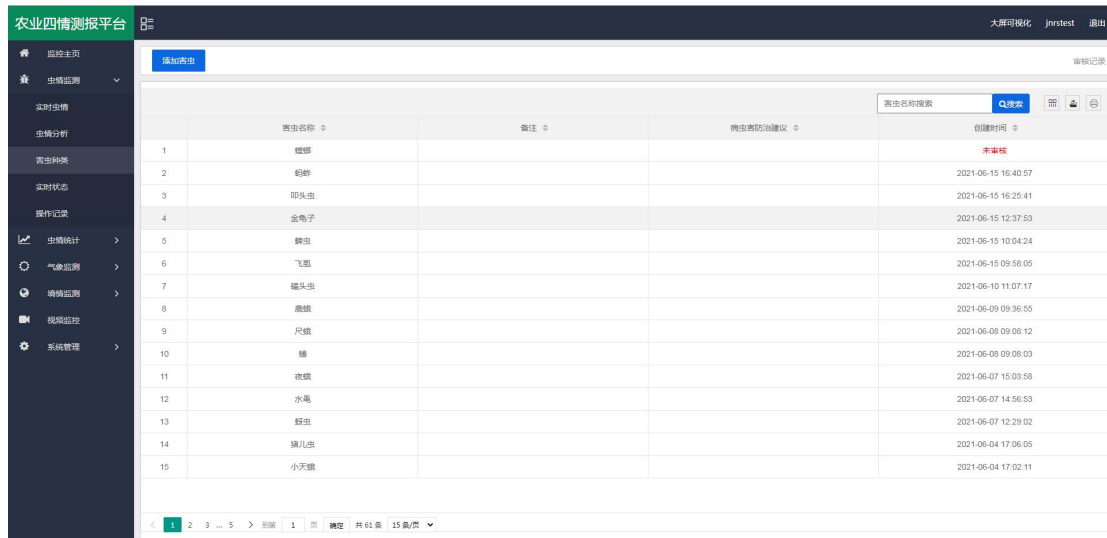 农业四情测报平台 大屏可视化 jnrstest 退出
监控主页
虫情监测
实时虫情
虫情分析
害虫种类
实时状态
操作记录
虫情统计
气象监测
墒情监测
视频监控
系统管理
添加害虫 审核记录
害虫名称搜索 搜索
害虫名称 备注 病虫害防治建议 创建时间
1 螳螂 未审核
2 蚂蚱 2021-06-15 16:40:57
3 叩头虫 2021-06-15 16:25:41
4 金龟子 2021-06-15 12:37:53
5 蜱虫 2021-06-15 10:04:24
6 飞虱 2021-06-15 09:58:05
7 磕头虫 2021-06-10 11:07:17
8 鹿蛾 2021-06-09 09:36:55
9 尺蛾 2021-06-08 09:08:12
10 蝽 2021-06-08 09:08:03
11 夜蛾 2021-06-07 15:03:58
12 水黾 2021-06-07 14:56:53
13 蚜虫 2021-06-07 12:29:02
14 猪儿虫 2021-06-04 17:06:05
15 小天蛾 2021-06-04 17:02:11
1 2 3 ... 5 到第 1 页 确定 共 61 条 15 条/页